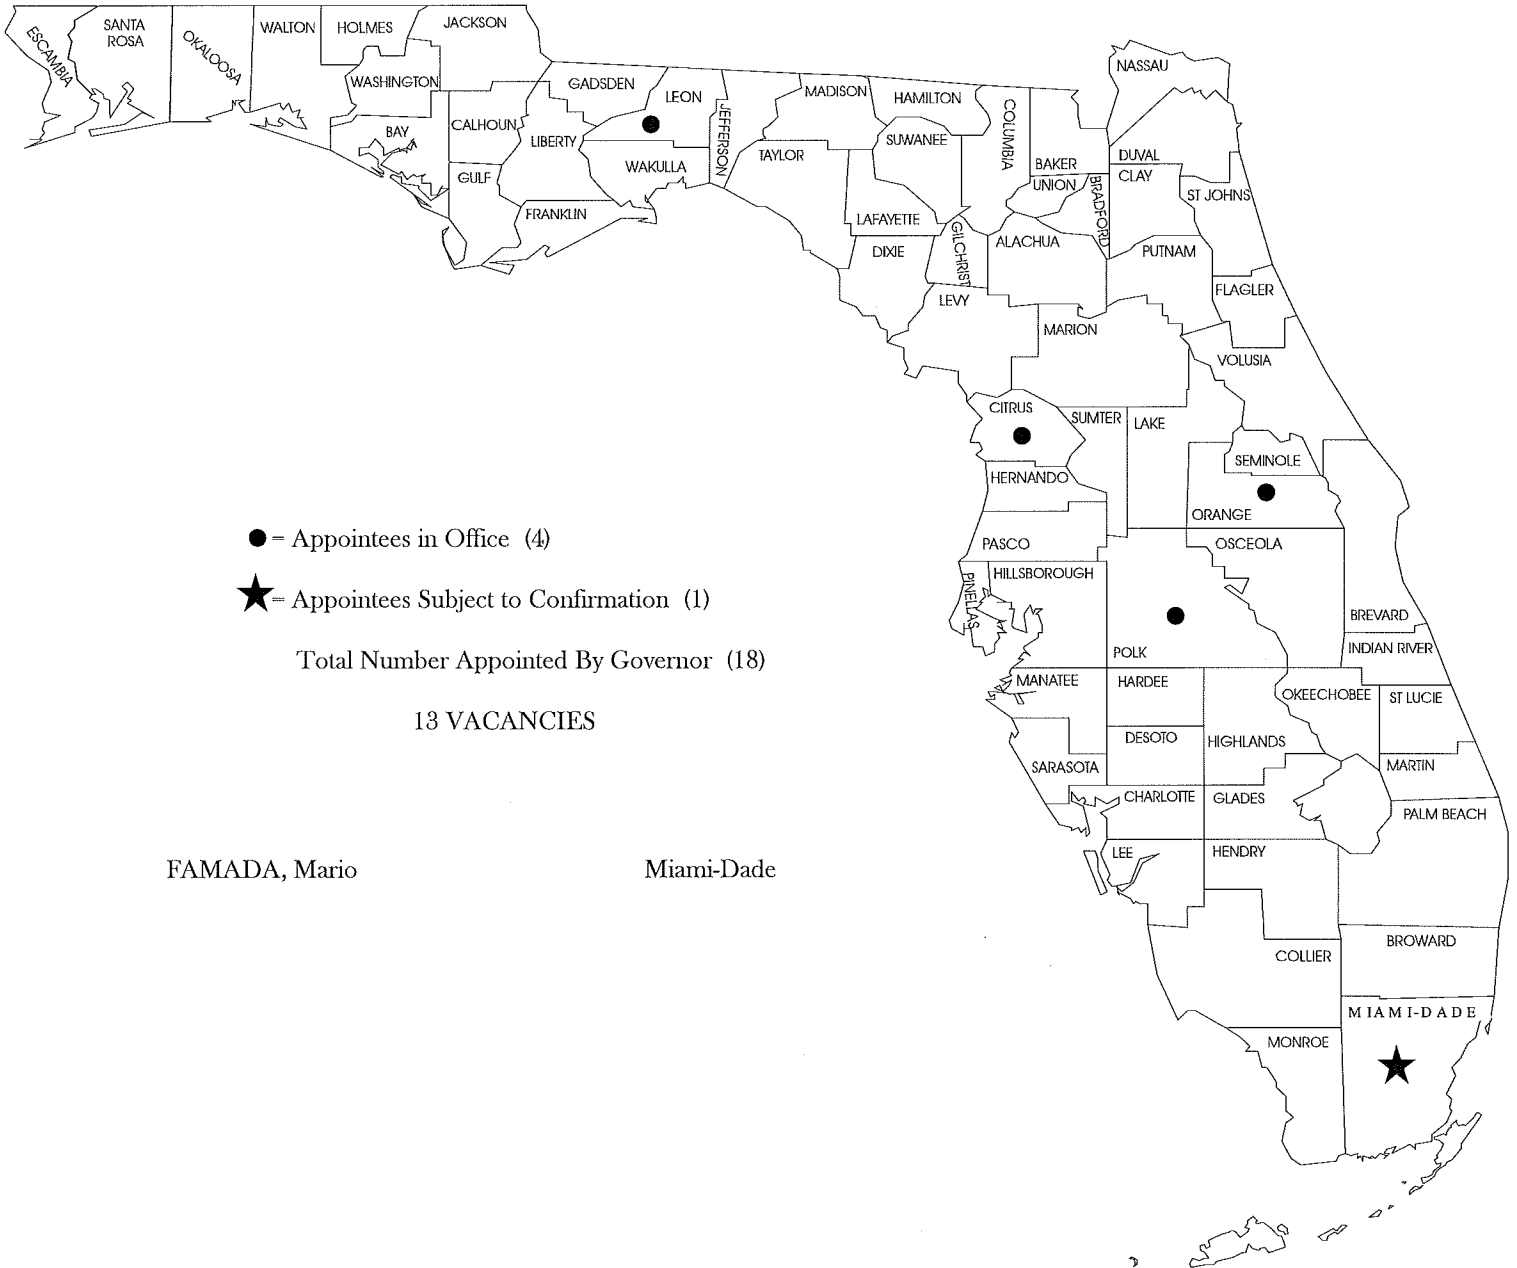 ESCAMBIA
SANTA
ROSA
OKALOOSA
WALTON
HOLMES
JACKSON
WASHINGTON
BAY
CALHOUN
GULF
GADSDEN
LIBERTY
FRANKLIN
LEON
WAKULLA
JEFFERSON
MADISON
TAYLOR
HAMILTON
SUWANEE
LAFAYETTE
DIXIE
COLUMBIA
GILCHRIST
BAKER
UNION
BRADFORD
ALACHUA
LEVY
NASSAU
DUVAL
CLAY
ST JOHNS
PUTNAM
FLAGLER
MARION
VOLUSIA
CITRUS
SUMTER
LAKE
SEMINOLE
HERNANDO
ORANGE
PASCO
OSCEOLA
HILLSBOROUGH
PINELLAS
POLK
BREVARD
INDIAN RIVER
MANATEE
HARDEE
OKEECHOBEE
ST LUCIE
DESOTO
HIGHLANDS
SARASOTA
MARTIN
CHARLOTTE
GLADES
PALM BEACH
LEE
HENDRY
BROWARD
COLLIER
MIAMI-DADE
MONROE
= Appointees in Office (4)
= Appointees Subject to Confirmation (1)
Total Number Appointed By Governor (18)
13 VACANCIES
FAMADA, Mario Miami-Dade